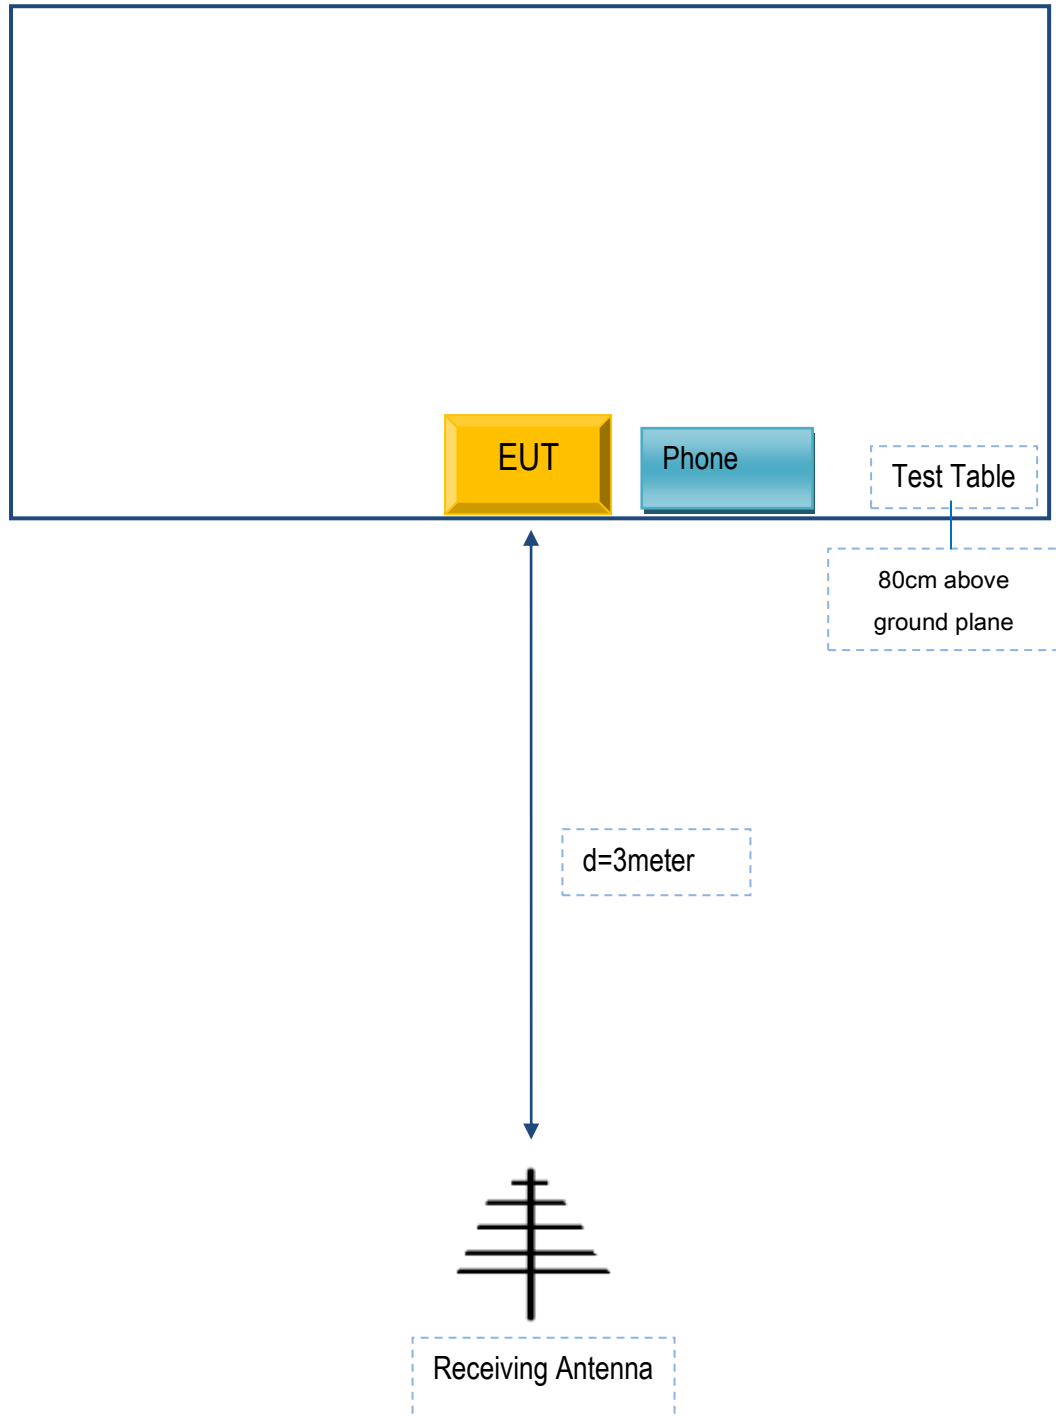 EUT
Phone
Test Table
80cm above
ground plane
d=3meter
Receiving Antenna